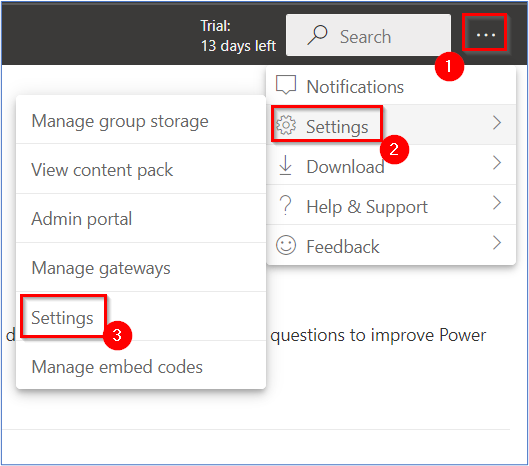 Trial:
13 days left
Search
...
1
Notifications
Settings
2
Download
Help & Support
Feedback
Manage group storage
View content pack
Admin portal
Manage gateways
Settings
3
Manage embed codes
d
questions to improve Power